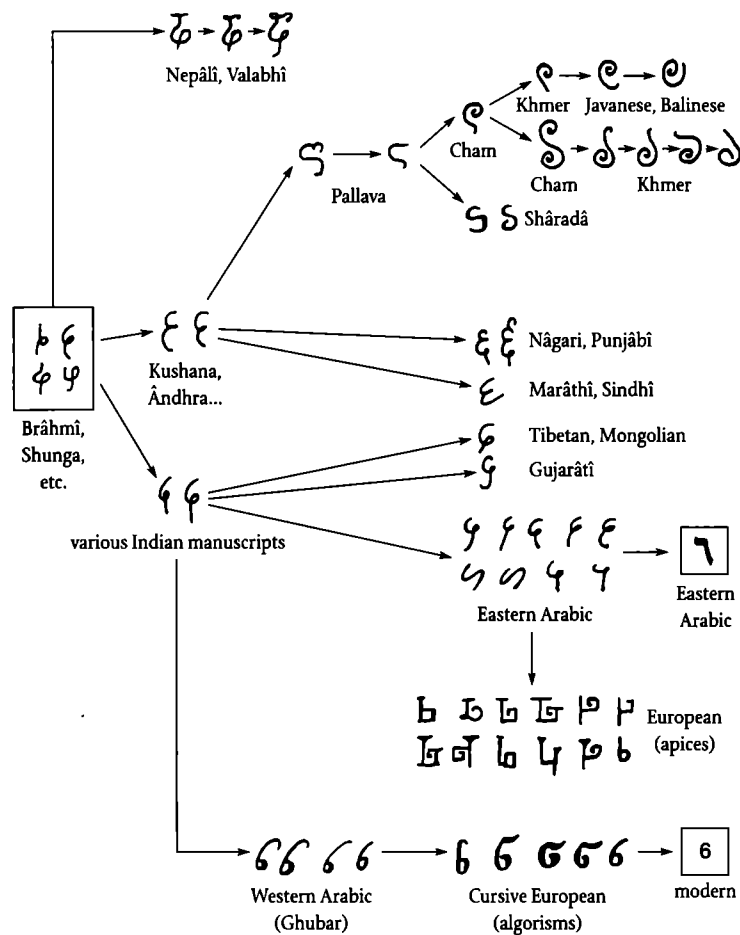 Nepâlî, Valabhî
Khmer
Javanese, Balinese
Cham
Pallava
Cham
Khmer
Shâradâ
Nâgari, Punjâbî
Kushana,
Ândhra...
Marâthî, Sindhî
Brâhmî,
Shunga,
etc.
Tibetan, Mongolian
Gujarâtî
various Indian manuscripts
Eastern Arabic
Eastern
Arabic
European
(apices)
6
Western Arabic
(Ghubar)
Cursive European
(algorisms)
modern